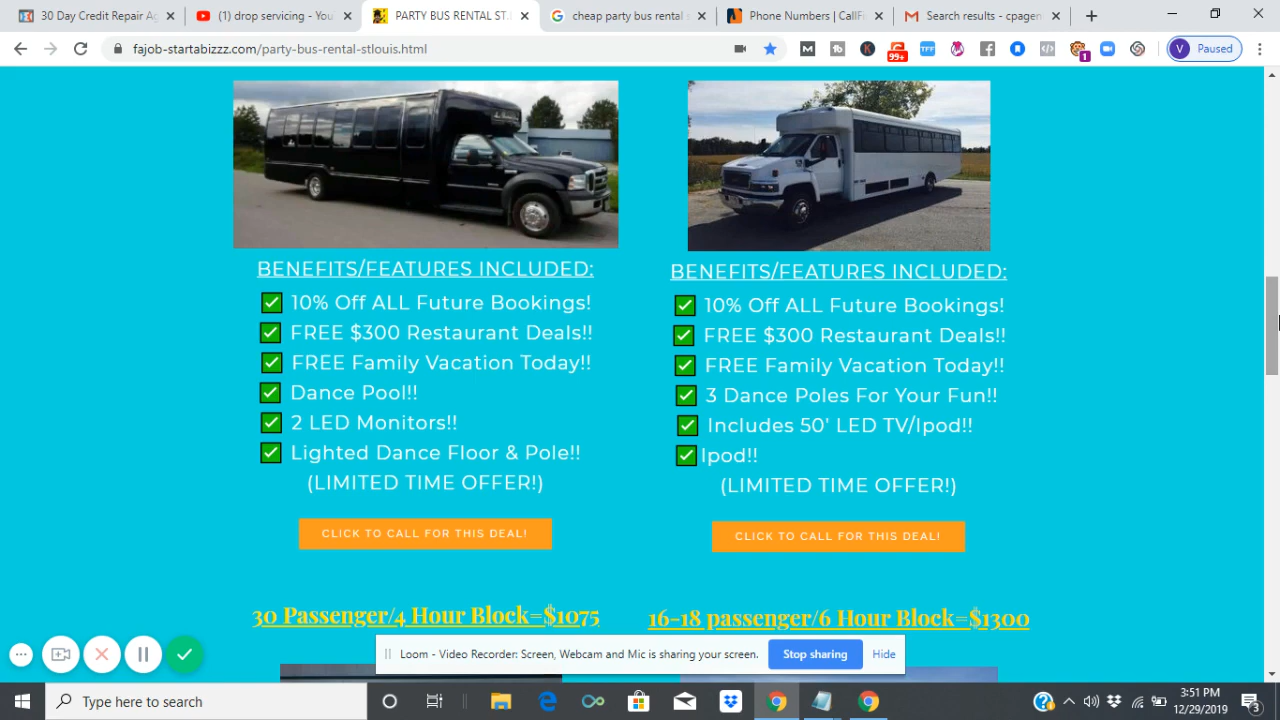 30 Day Credit Repair Ag
(1) drop servicing - You
PARTY BUS RENTAL ST.
cheap party bus rental s
Phone Numbers | CallFi
Search results - cpagen
fajob-startabizzz.com/party-bus-rental-stlouis.html
M
K
99+
TFF
1
V Paused
BENEFITS/FEATURES INCLUDED:
10% Off ALL Future Bookings!
FREE $300 Restaurant Deals!!
FREE Family Vacation Today!!
Dance Pool!!
2 LED Monitors!!
Lighted Dance Floor & Pole!!
(LIMITED TIME OFFER!)
CLICK TO CALL FOR THIS DEAL!
BENEFITS/FEATURES INCLUDED:
10% Off ALL Future Bookings!
FREE $300 Restaurant Deals!!
FREE Family Vacation Today!!
3 Dance Poles For Your Fun!!
Includes 50' LED TV/Ipod!!
Ipod!!
(LIMITED TIME OFFER!)
CLICK TO CALL FOR THIS DEAL!
30 Passenger/4 Hour Block=$1075
16-18 passenger/6 Hour Block=$1300
Loom - Video Recorder: Screen, Webcam and Mic is sharing your screen.
Stop sharing
Hide
Type here to search
3:51 PM
12/29/2019
3